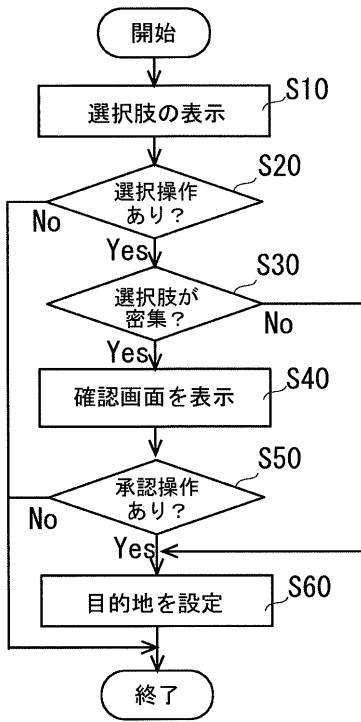 開始
選択肢の表示
S10
選択操作
あり？
S20
No
Yes
選択肢が
密集？
S30
No
Yes
確認画面を表示
S40
承認操作
あり？
S50
No
Yes
目的地を設定
S60
終了